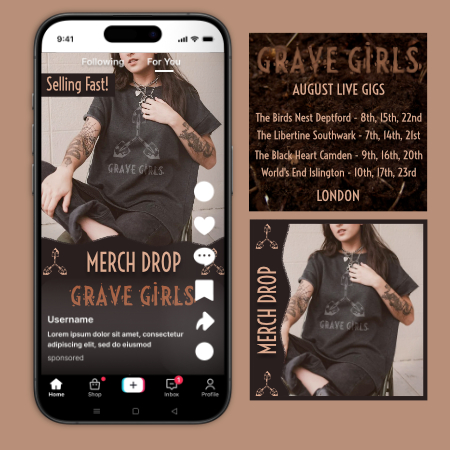 9:41
Following For You
Selling Fast!
GRAVE GIRLS
MERCH DROP
GRAVE GIRLS
Username
Lorem ipsum dolor sit amet, consectetur
adipiscing elit, sed do eiusmod
sponsored
Home Shop Inbox Profile
GRAVE GIRLS
AUGUST LIVE GIGS
The Birds Nest Deptford - 8th, 15th, 22nd
The Libertine Southwark - 7th, 14th, 21st
The Black Heart Camden - 9th, 16th, 20th
World's End Islington - 10th, 17th, 23rd
LONDON
MERCH DROP
GRAVE GIRLS